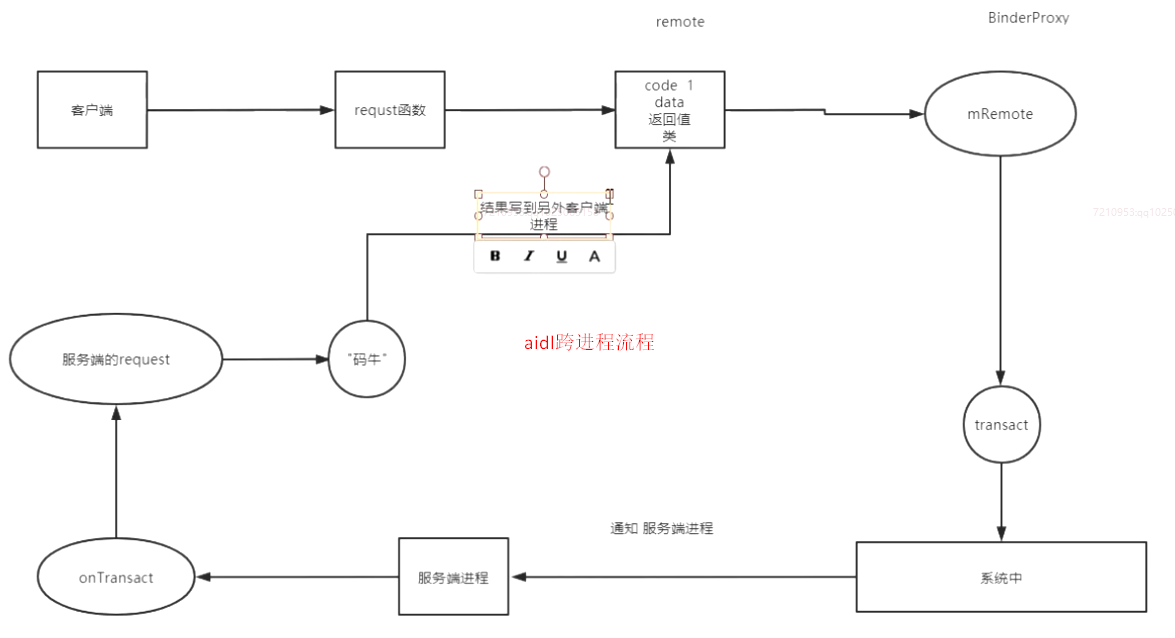 remote
BinderProxy
客户端
requst函数
code 1
data
返回值
类
mRemote
结果写到另外客户端
进程
B I U A
aidl跨进程流程
服务端的request
"码牛"
transact
通知 服务端进程
onTransact
服务端进程
系统中